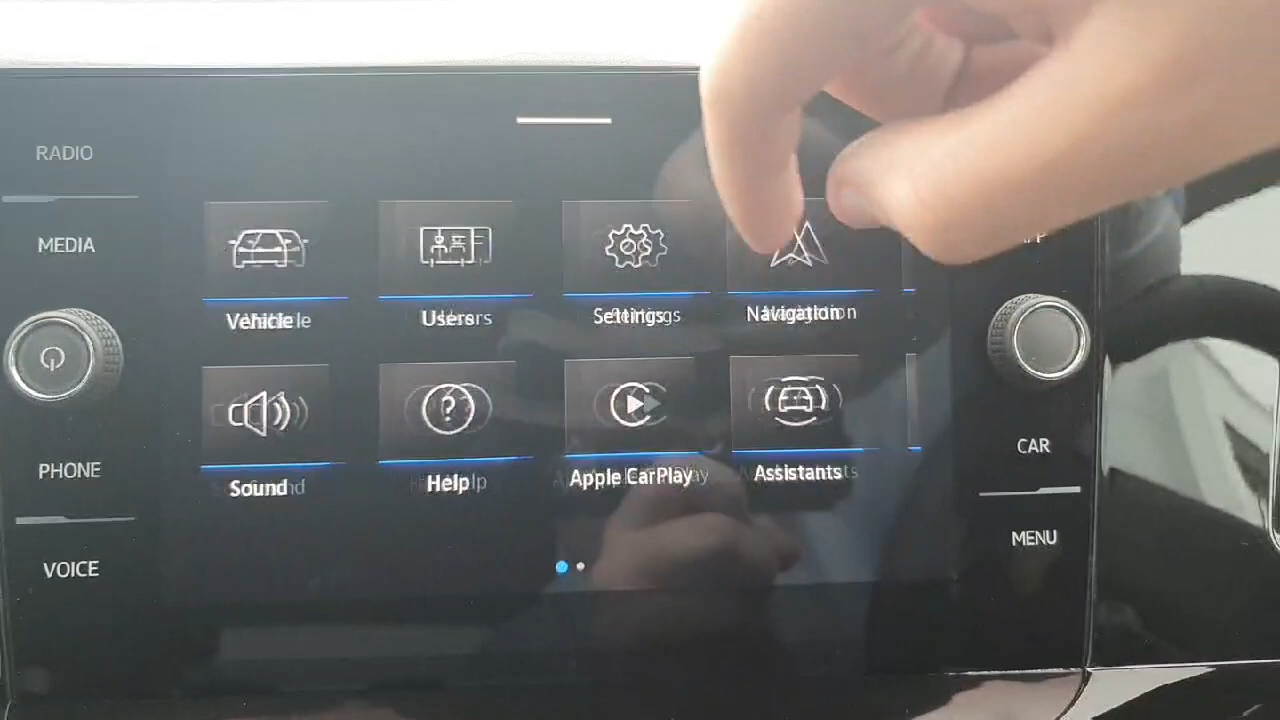 RADIO
MEDIA
Vehicle
Users
Settings
Navigation
Sound
Help
Apple CarPlay
Assistants
PHONE
VOICE
CAR
MENU